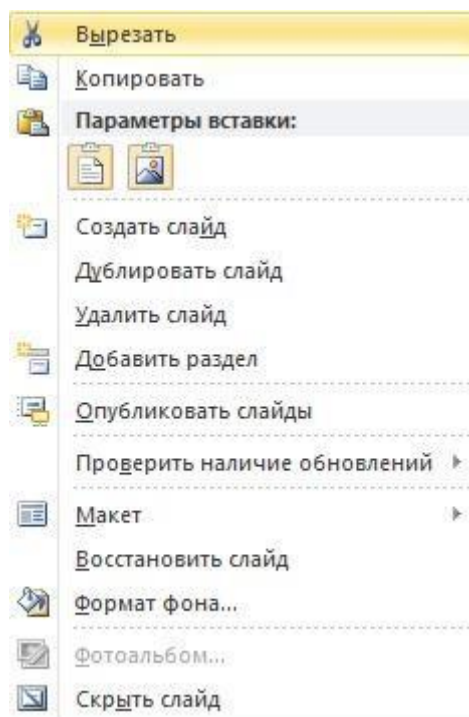 Вырезать
Копировать
Параметры вставки:
Создать слайд
Дублировать слайд
Удалить слайд
Добавить раздел
Опубликовать слайды
Проверить наличие обновлений
Макет
Восстановить слайд
Формат фона...
Фотоальбом...
Скрыть слайд